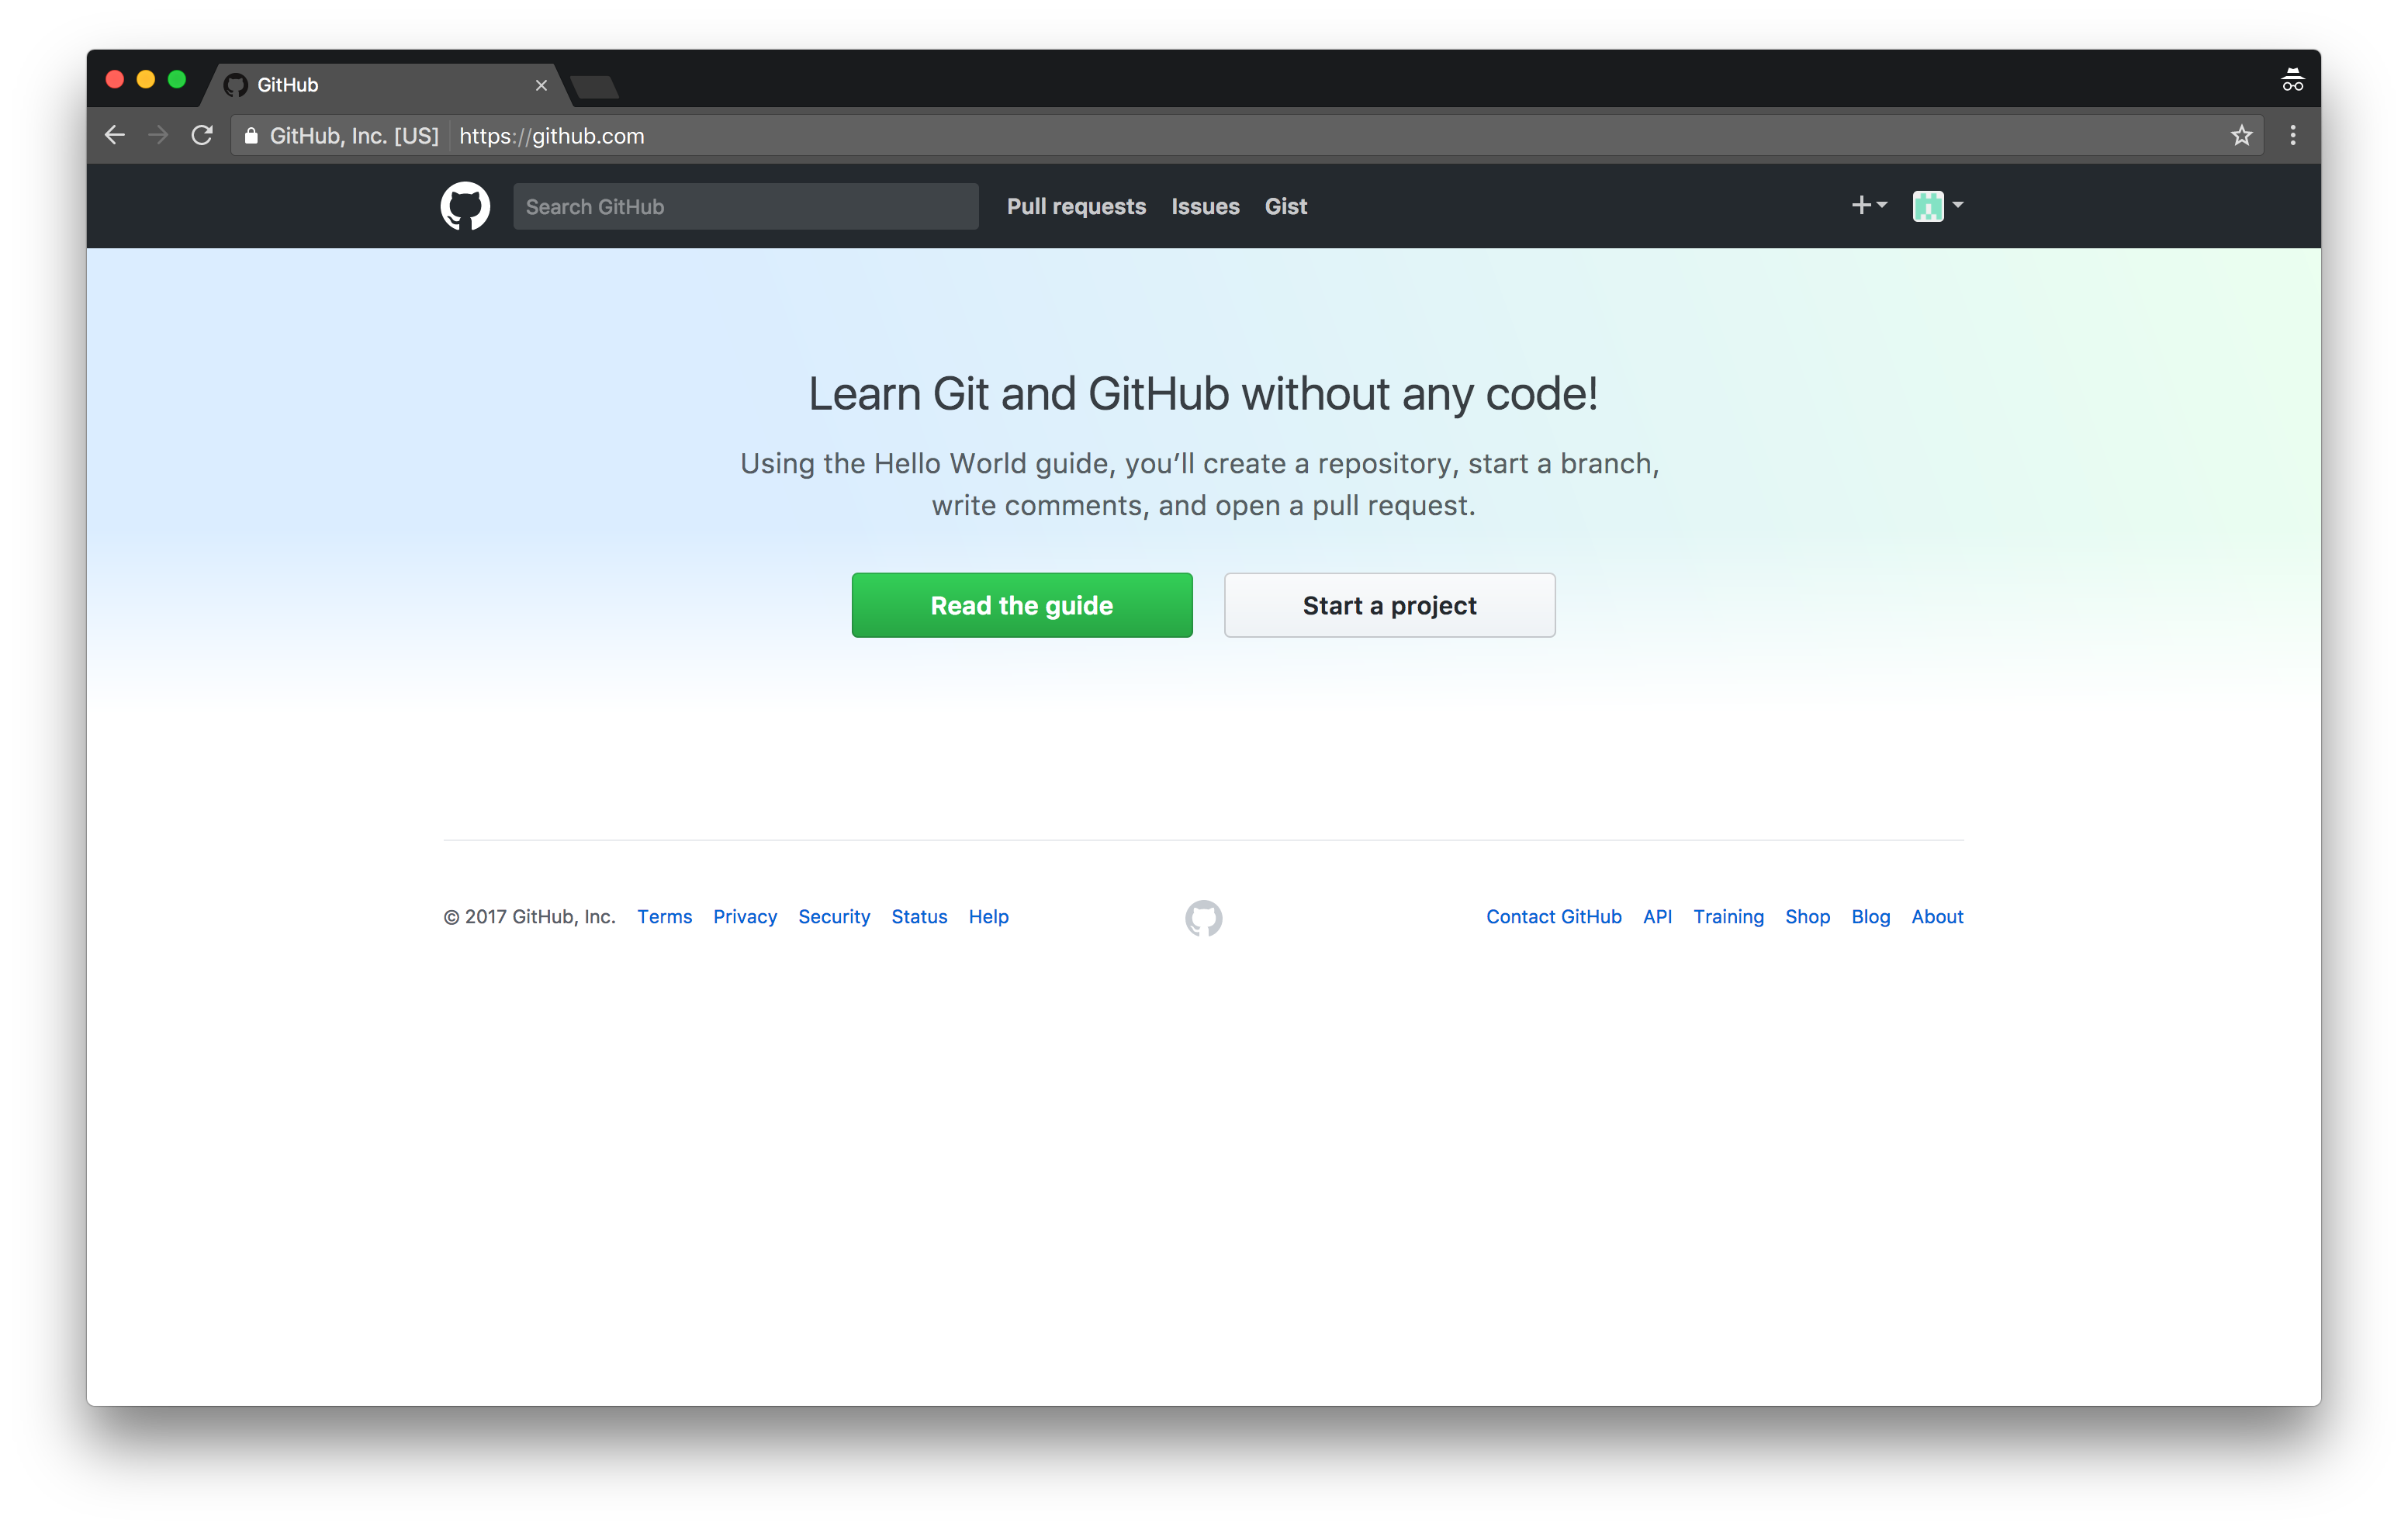 GitHub
GitHub, Inc. [US] https://github.com
Search GitHub Pull requests Issues Gist
Learn Git and GitHub without any code!
Using the Hello World guide, you’ll create a repository, start a branch,
write comments, and open a pull request.
Read the guide Start a project
© 2017 GitHub, Inc. Terms Privacy Security Status Help Contact GitHub API Training Shop Blog About